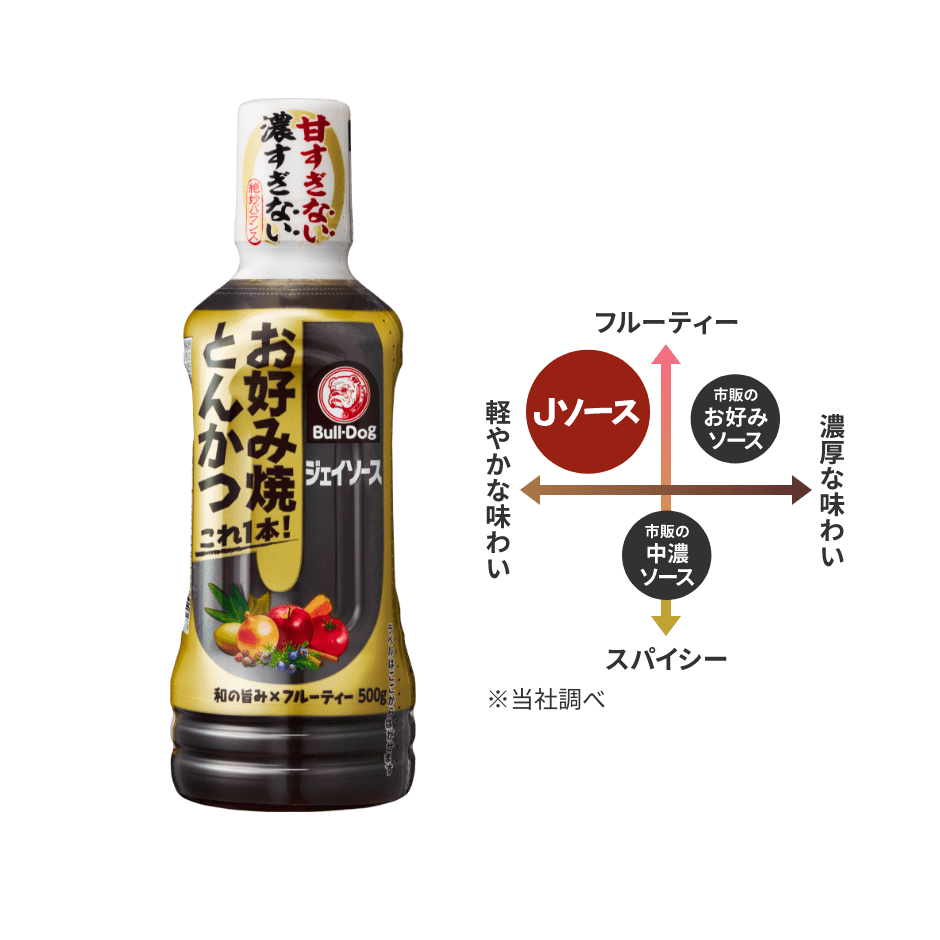 甘すぎない
濃すぎない
絶妙バランス
お好み焼
とんかつ
これ1本!
Bull-Dog
ジェイソース
和の旨み×フルーティー 500g
フルーティー
Jソース
市販の
お好み
ソース
軽やかな味わい
濃厚な味わい
市販の
中濃
ソース
スパイシー
※当社調べ